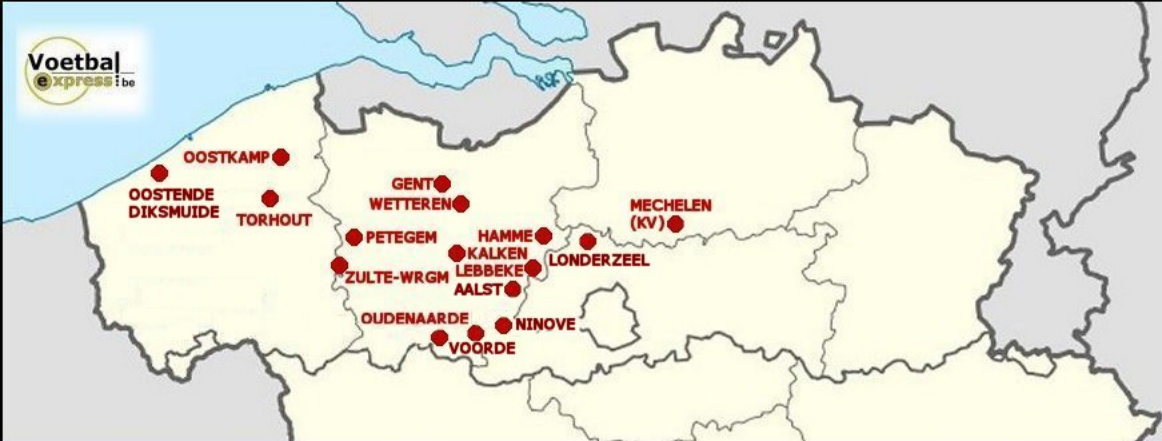 Voetbal
express!.be
OOSTKAMP
OOSTENDE
DIKSMUIDE
TORHOUT
GENT
WETTEREN
PETEGEM
ZULTE-WRGM
HAMME
KALKEN
LEBBEKE
AALST
LONDERZEEL
MECHELEN
(KV)
OUDENAARDE
NINOVE
VOORDE